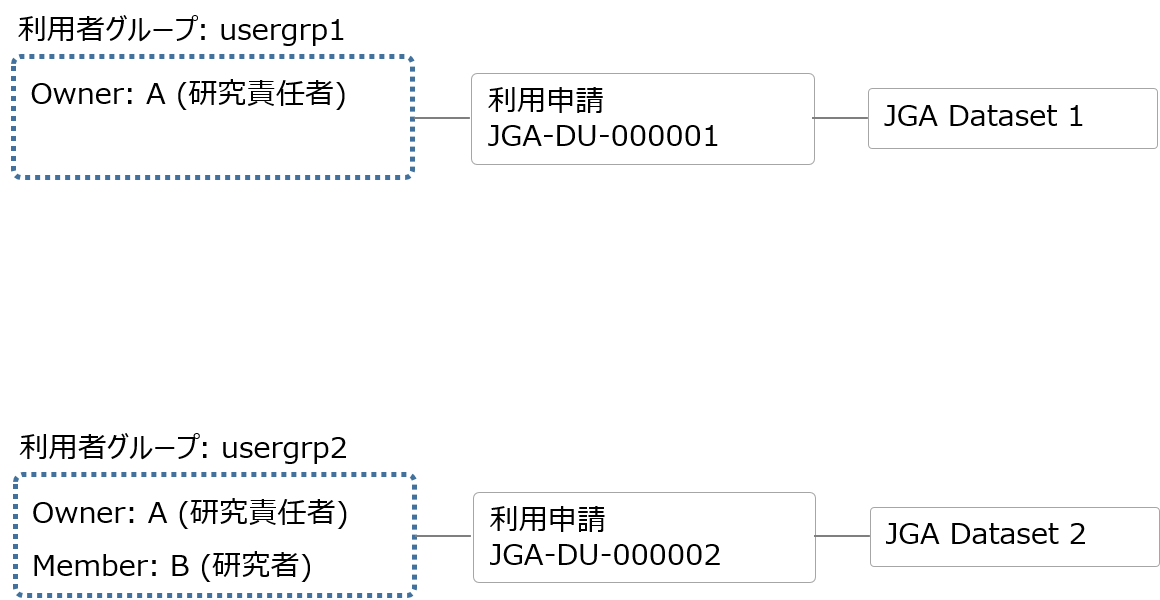 利用者グループ: usergrp1
Owner: A (研究責任者)
利用申請
JGA-DU-000001
JGA Dataset 1
利用者グループ: usergrp2
Owner: A (研究責任者)
Member: B (研究者)
利用申請
JGA-DU-000002
JGA Dataset 2